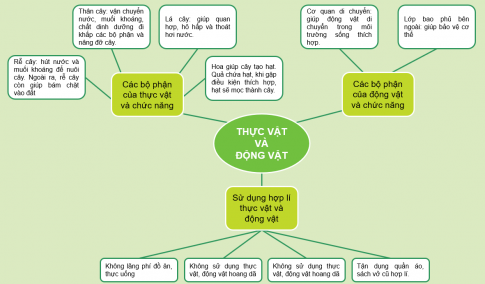 Thân cây: vận chuyển
nước, muối khoáng,
chất dinh dưỡng đi
khắp các bộ phận và
nâng đỡ cây.
Lá cây: giúp quan
hợp, hô hấp và thoát
hơi nước.
Rễ cây: hút nước và
muối khoáng để nuôi
cây. Ngoài ra, rễ cây
còn giúp bám chặt
vào đất
Hoa giúp cây tạo hạt.
Quả chứa hạt, khi gặp
điều kiện thích hợp,
hạt sẽ mọc thành cây.
Các bộ phận
của thực vật
và chức năng
Cơ quan di chuyển:
giúp động vật di
chuyển trong môi
trường sống thích
hợp.
Lớp bao phủ bên
ngoài: giúp bảo vệ cơ
thể
Các bộ phận
của động vật
và chức năng
THỰC VẬT
VÀ
ĐỘNG VẬT
Sử dụng hợp lí
thực vật và
động vật
Không lãng phí đồ ăn,
thực uống
Không sử dụng thực
vật, động vật hoang dã
Không sử dụng thực
vật, động vật hoang dã
Tận dụng quần áo,
sách vở cũ hợp lí.